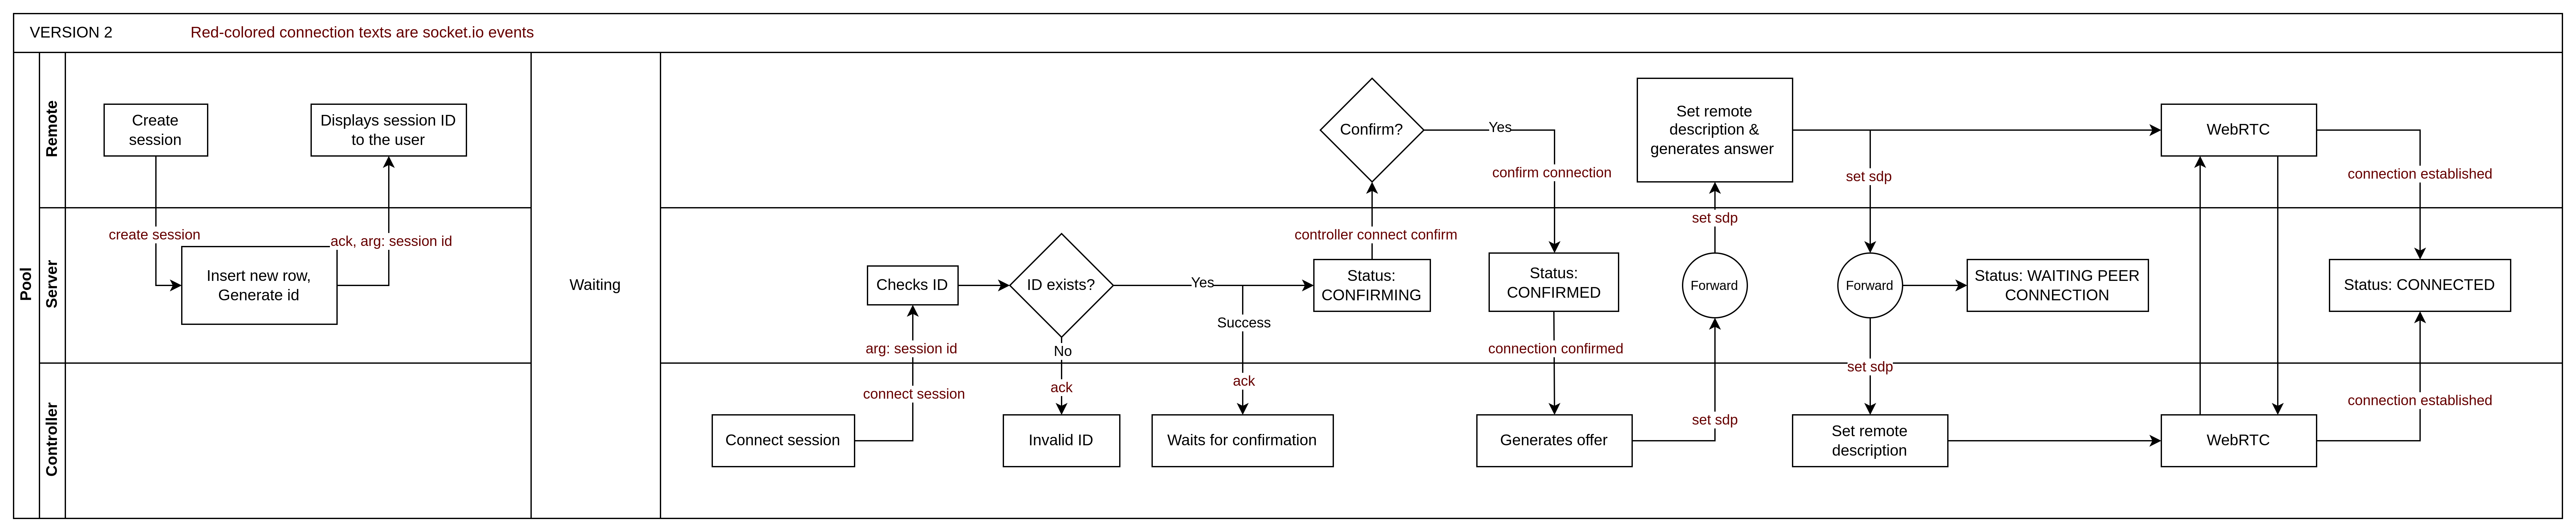 VERSION 2
Red-colored connection texts are socket.io events
Pool
Remote
Create
session
Displays session ID
to the user
Confirm?
Yes
confirm connection
Set remote
description &
generates answer
set sdp
WebRTC
connection established
Server
create session
ack, arg: session id
Insert new row,
Generate id
Waiting
Checks ID
ID exists?
Yes
Success
No
controller connect confirm
Status:
CONFIRMING
Status:
CONFIRMED
set sdp
Forward
Forward
Status: WAITING PEER
CONNECTION
Status: CONNECTED
arg: session id
connection confirmed
set sdp
Controller
connect session
ack
ack
set sdp
connection established
Connect session
Invalid ID
Waits for confirmation
Generates offer
Set remote
description
WebRTC